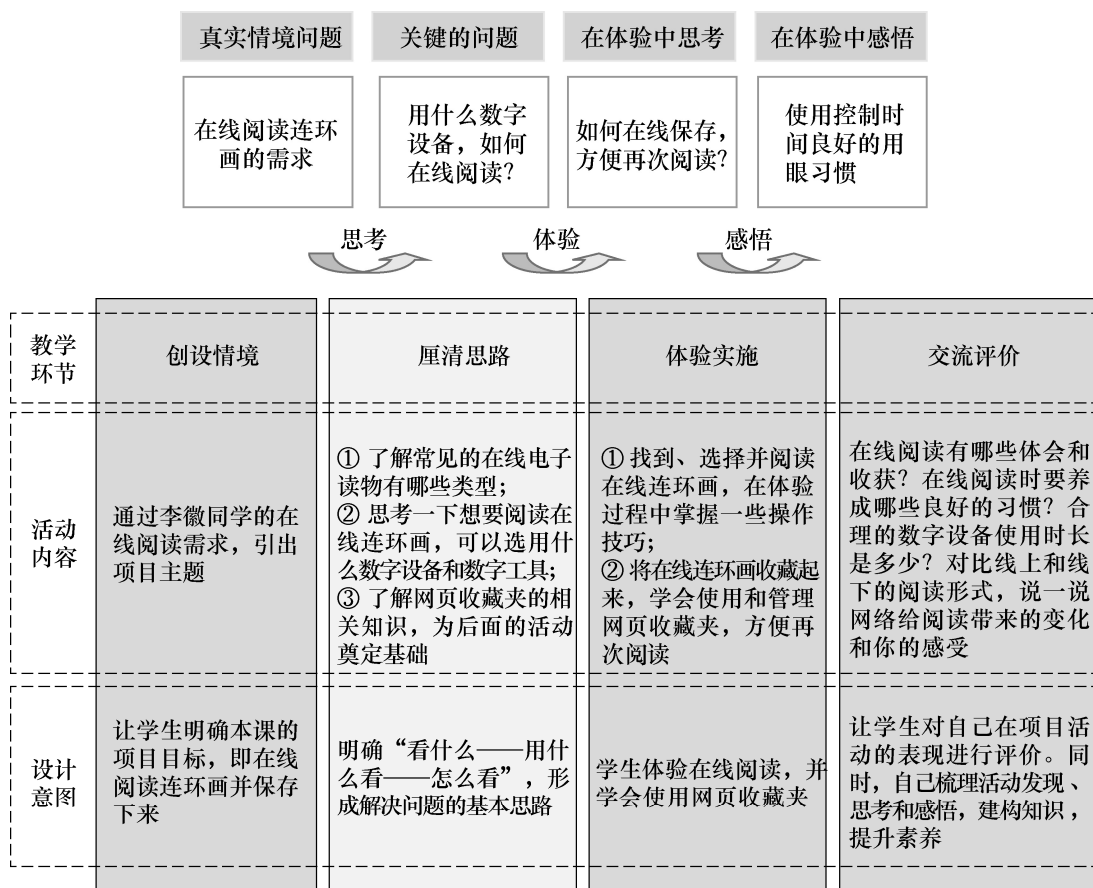 真实情境问题
关键的问题
在体验中思考
在体验中感悟
在线阅读连环
画的需求
用什么数字
设备，如何
在线阅读？
如何在线保存，
方便再次阅读？
使用控制时
间良好的用
眼习惯
思考
体验
感悟
教学
环节
创设情境
厘清思路
体验实施
交流评价
活动
内容
通过李徽同学的在
线阅读需求，引出
项目主题
① 了解常见的在线电子
读物有哪些类型；
② 思考一下想要阅读在
线连环画，可以选用什
么数字设备和数字工具；
③ 了解网页收藏夹的相
关知识，为后面的活动
奠定基础
① 找到、选择并阅读
在线连环画，在体验
过程中掌握一些操作
技巧；
② 将在线连环画收藏起
来，学会使用和管理
网页收藏夹，方便再
次阅读
在线阅读有哪些体会和
收获？在线阅读时要养
成哪些良好的习惯？合
理的数字设备使用时长
是多少？对比线上和线
下的阅读形式，说一说
网络给阅读带来的变化
和你的感受
设计
意图
让学生明确本课的
项目目标，即在线
阅读连环画并保存
下来
明确“看什么——用什
么看——怎么看”，形
成解决问题的基本思路
学生体验在线阅读，并
学会使用网页收藏夹
让学生对自己在项目活
动的表现进行评价。同
时，自己梳理活动发现、
思考和感悟，建构知识，
提升素养